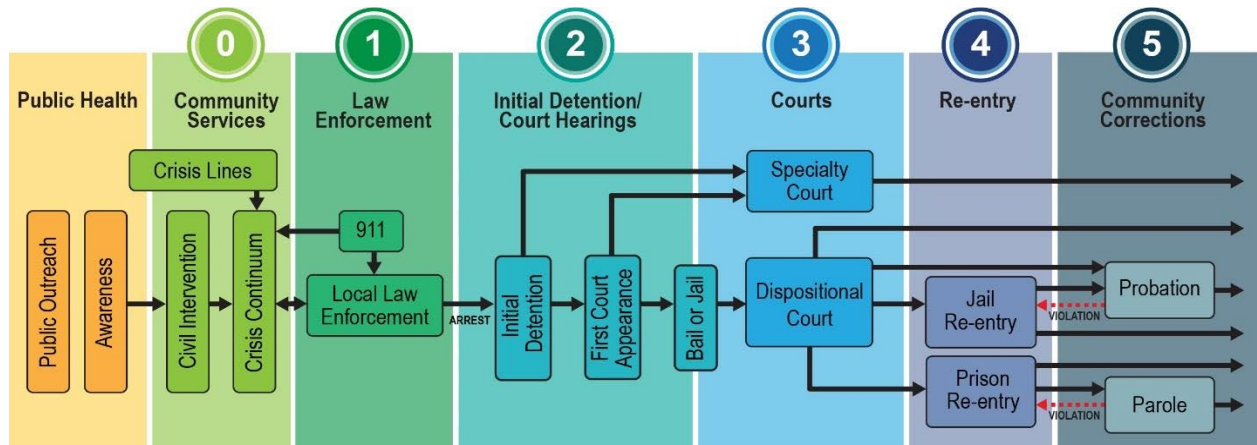 0
1
2
3
4
5
Public Health
Community
Services
Law
Enforcement
Initial Detention/
Court Hearings
Courts
Re-entry
Community
Corrections
Public Outreach
Awareness
Crisis Lines
Civil Intervention
Crisis Continuum
911
Local Law
Enforcement
ARREST
Initial
Detention
First Court
Appearance
Bail or Jail
Specialty
Court
Dispositional
Court
Jail
Re-entry
Prison
Re-entry
Probation
VIOLATION
Parole
VIOLATION